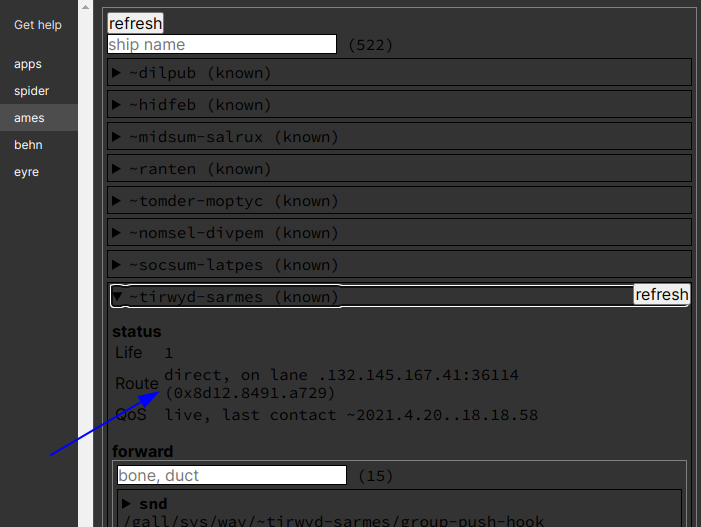 Get help
apps
spider
ames
behn
eyre
refresh
ship name (522)
▶ ~dilpub (known)
▶ ~hidfeb (known)
▶ ~midsum-salrux (known)
▶ ~ranten (known)
▶ ~tomder-moptyc (known)
▶ ~nomsel-divpem (known)
▶ ~socsum-latpes (known)
▼ ~tirwyd-sarmes (known) refresh
status
Life 1
Route direct, on lane .132.145.167.41:36114
(0x8d12.8491.a729)
QoS live, last contact ~2021.4.20..18.18.58
forward
bone, duct (15)
▶ snd
/gall/sys/way/~tirwyd-sarmes/group-push-hook